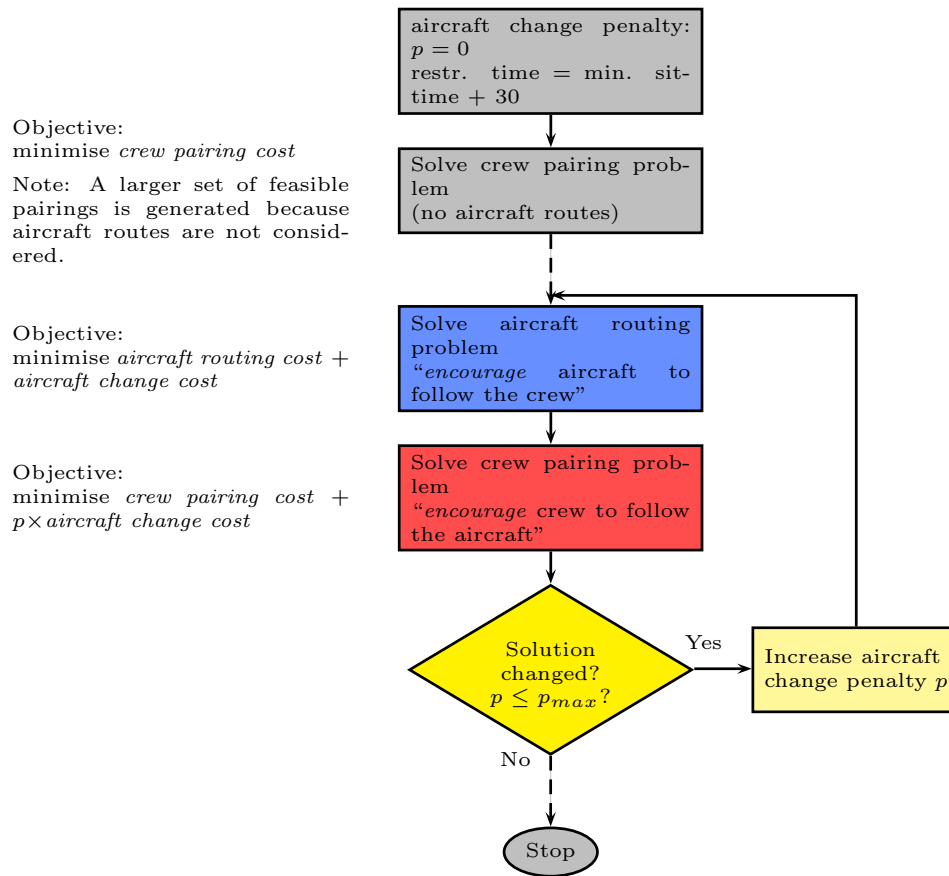 aircraft change penalty:
p = 0
restr. time = min. sit-
time + 30
Objective:
minimise crew pairing cost
Note: A larger set of feasible
pairings is generated because
aircraft routes are not consid-
ered.
Solve crew pairing prob-
lem
(no aircraft routes)
Objective:
minimise aircraft routing cost +
aircraft change cost
Solve aircraft routing
problem
“encourage aircraft to
follow the crew”
Objective:
minimise crew pairing cost +
p×aircraft change cost
Solve crew pairing prob-
lem
“encourage crew to follow
the aircraft”
Solution
changed?
p ≤ pmax?
Yes
Increase aircraft
change penalty p
No
Stop